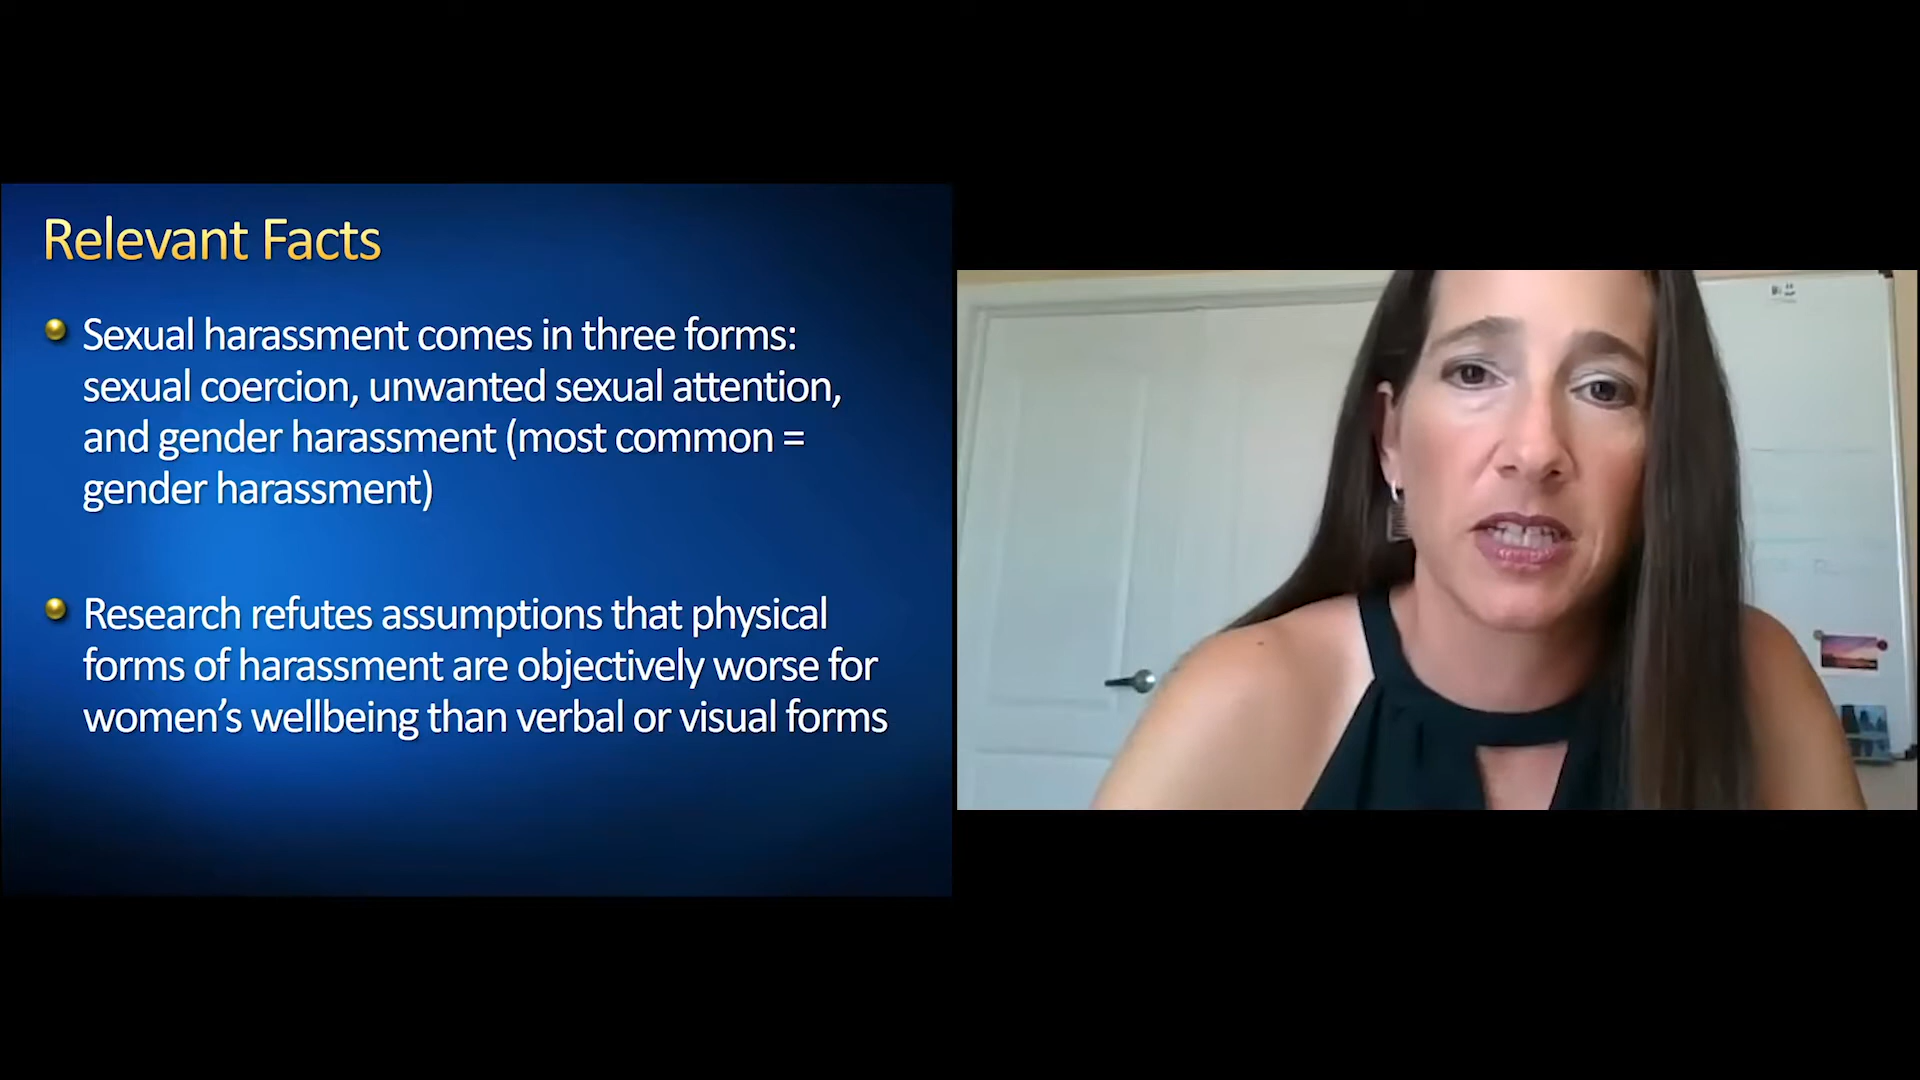 Relevant Facts
Sexual harassment comes in three forms:
sexual coercion, unwanted sexual attention,
and gender harassment (most common =
gender harassment)
Research refutes assumptions that physical
forms of harassment are objectively worse for
women’s wellbeing than verbal or visual forms